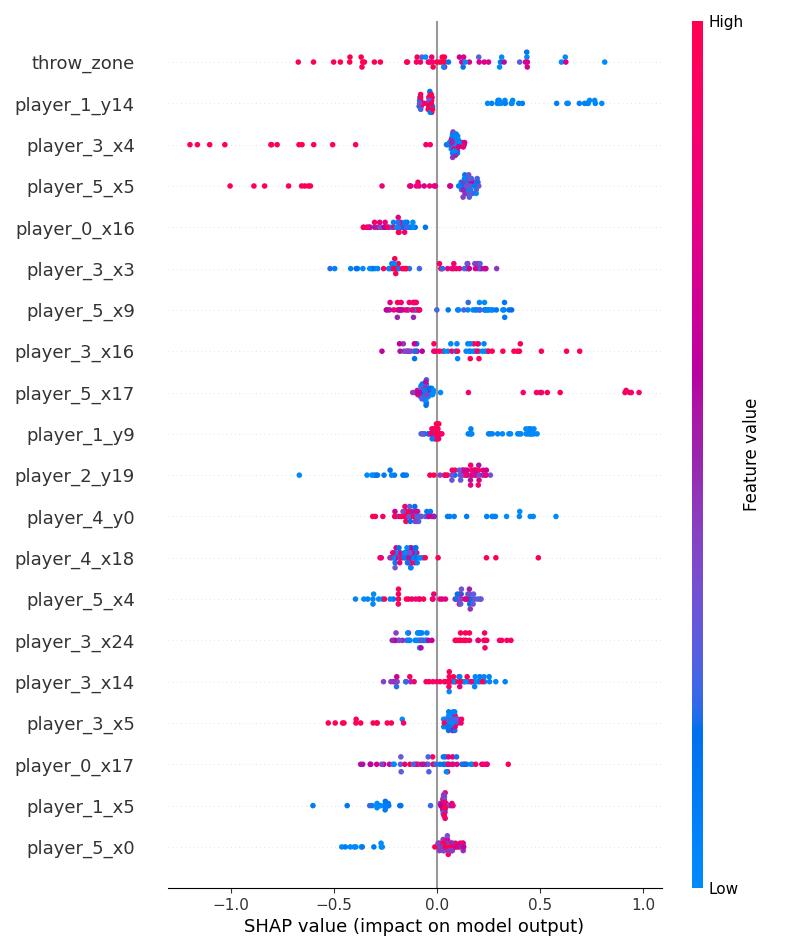 High
throw_zone
player_1_y14
player_3_x4
player_5_x5
player_0_x16
player_3_x3
player_5_x9
player_3_x16
player_5_x17
player_1_y9
player_2_y19
player_4_y0
player_4_x18
player_5_x4
player_3_x24
player_3_x14
player_3_x5
player_0_x17
player_1_x5
player_5_x0
Feature value
Low
−1.0 −0.5 0.0 0.5 1.0
SHAP value (impact on model output)